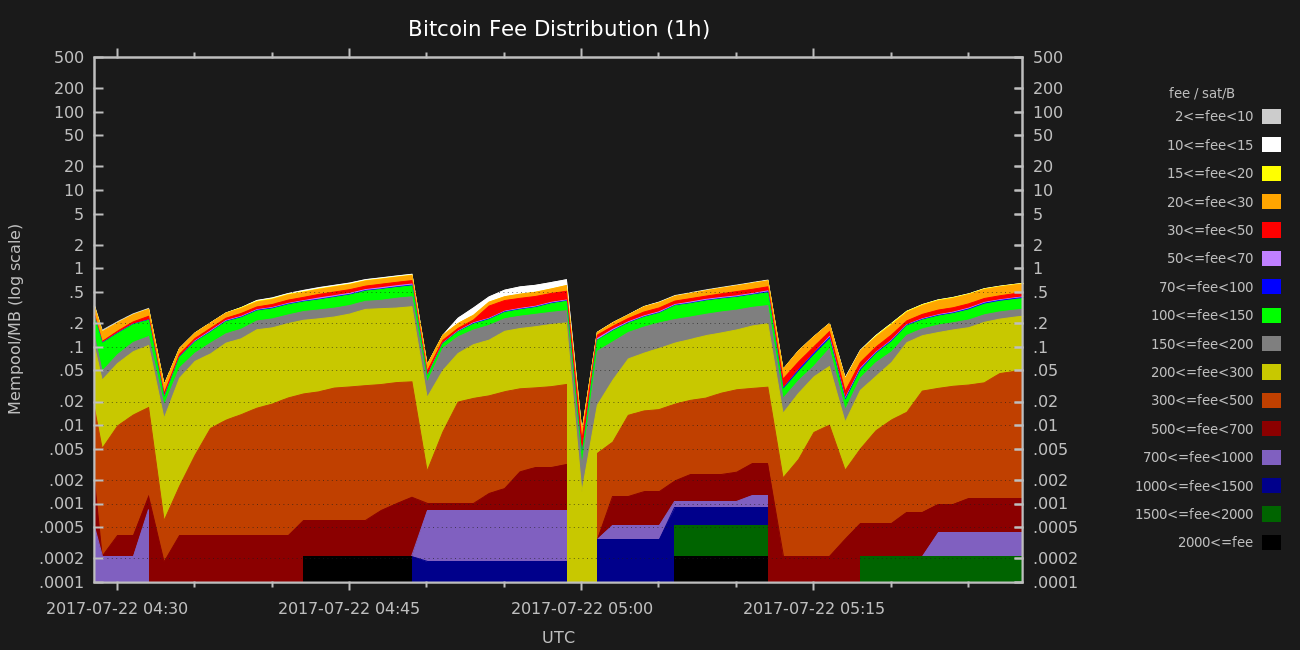 Bitcoin Fee Distribution (1h)
500
200
100
50
20
10
5
2
1
.5
.2
.1
.05
.02
.01
.005
.002
.001
.0005
.0002
.0001
Mempool/MB (log scale)
500
200
100
50
20
10
5
2
1
.5
.2
.1
.05
.02
.01
.005
.002
.001
.0005
.0002
.0001
2017-07-22 04:30
2017-07-22 04:45
2017-07-22 05:00
2017-07-22 05:15
UTC
fee / sat/B
2<=fee<10
10<=fee<15
15<=fee<20
20<=fee<30
30<=fee<50
50<=fee<70
70<=fee<100
100<=fee<150
150<=fee<200
200<=fee<300
300<=fee<500
500<=fee<700
700<=fee<1000
1000<=fee<1500
1500<=fee<2000
2000<=fee